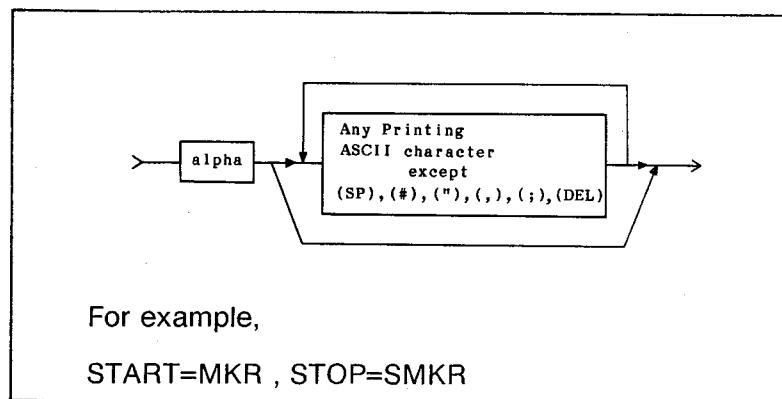 Any Printing
ASCII character
except
(SP),(#),("),(,),(;),(DEL)
alpha
For example,
START=MKR , STOP=SMKR